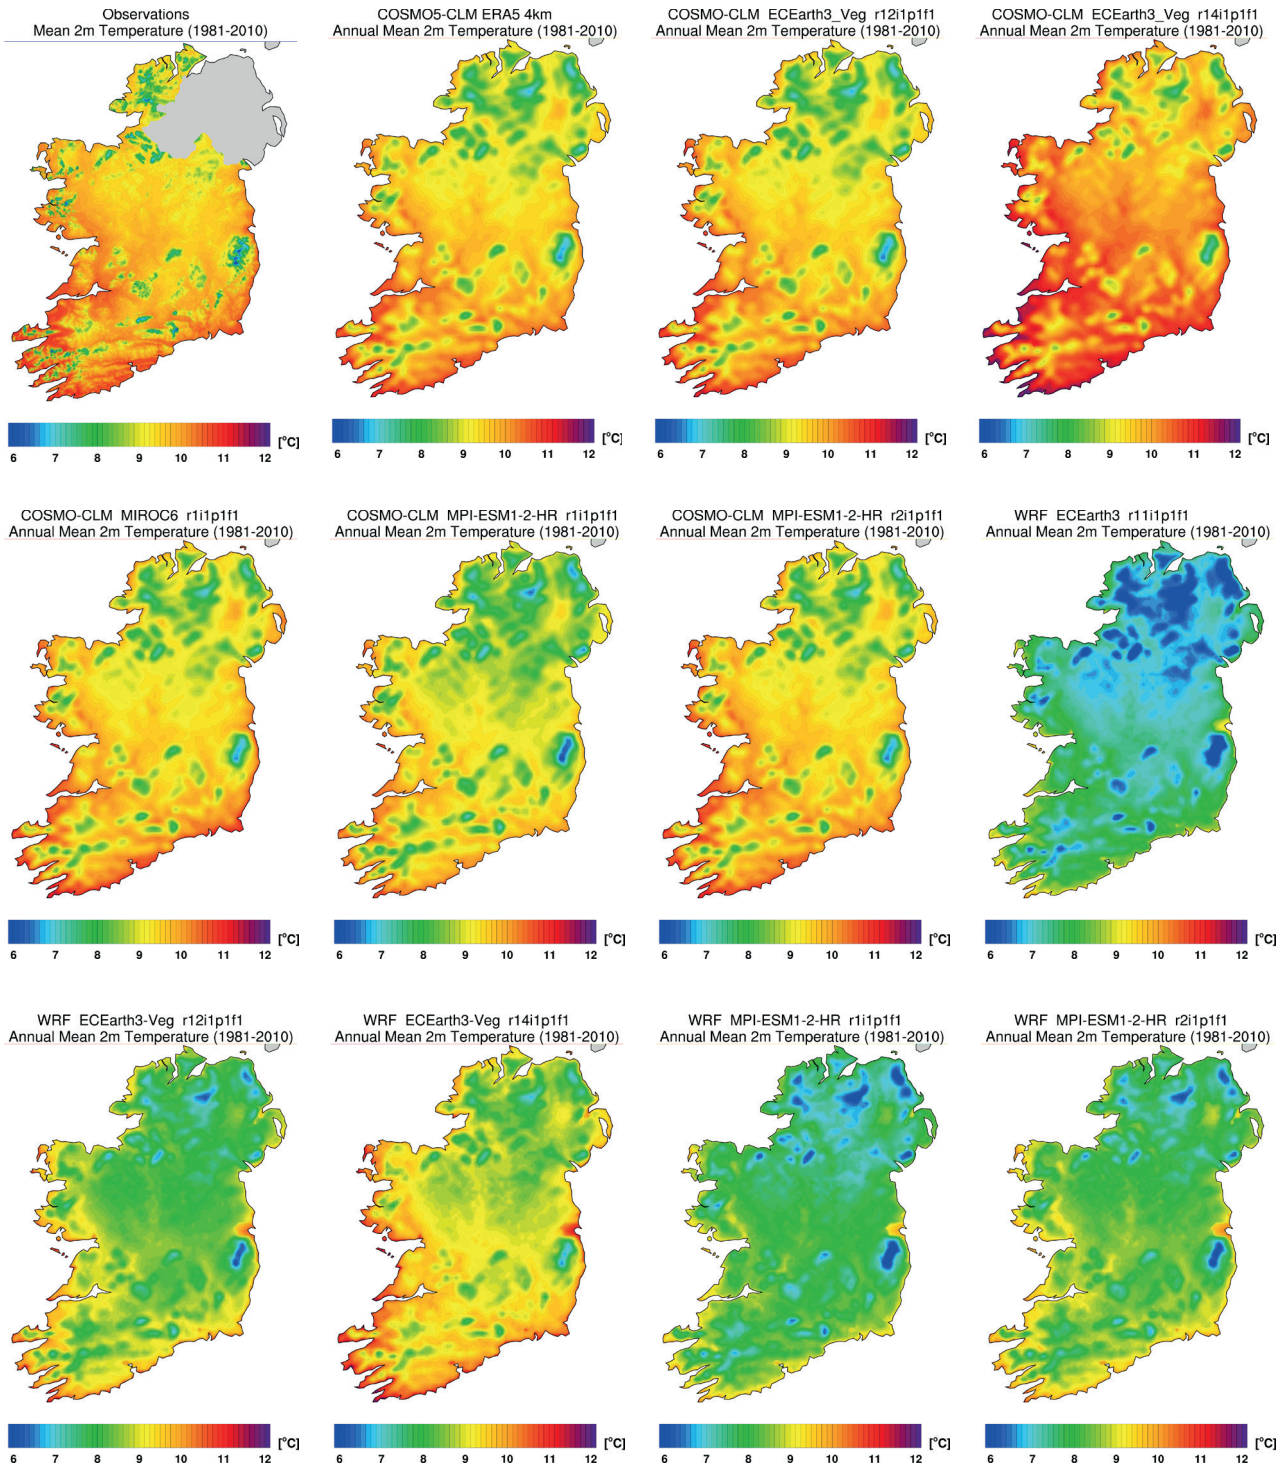 Observations
Mean 2m Temperature (1981-2010)
COSMO5-CLM ERA5 4km
Annual Mean 2m Temperature (1981-2010)
COSMO-CLM ECEarth3_Veg r12i1p1f1
Annual Mean 2m Temperature (1981-2010)
COSMO-CLM ECEarth3_Veg r14i1p1f1
Annual Mean 2m Temperature (1981-2010)
6 7 8 9 10 11 12 [°C]
6 7 8 9 10 11 12 [°C]
6 7 8 9 10 11 12 [°C]
6 7 8 9 10 11 12 [°C]
COSMO-CLM MIROC6 r1i1p1f1
Annual Mean 2m Temperature (1981-2010)
COSMO-CLM MPI-ESM1-2-HR r1i1p1f1
Annual Mean 2m Temperature (1981-2010)
COSMO-CLM MPI-ESM1-2-HR r2i1p1f1
Annual Mean 2m Temperature (1981-2010)
WRF ECEarth3 r11i1p1f1
Annual Mean 2m Temperature (1981-2010)
6 7 8 9 10 11 12 [°C]
6 7 8 9 10 11 12 [°C]
6 7 8 9 10 11 12 [°C]
6 7 8 9 10 11 12 [°C]
WRF ECEarth3-Veg r12i1p1f1
Annual Mean 2m Temperature (1981-2010)
WRF ECEarth3-Veg r14i1p1f1
Annual Mean 2m Temperature (1981-2010)
WRF MPI-ESM1-2-HR r1i1p1f1
Annual Mean 2m Temperature (1981-2010)
WRF MPI-ESM1-2-HR r2i1p1f1
Annual Mean 2m Temperature (1981-2010)
6 7 8 9 10 11 12 [°C]
6 7 8 9 10 11 12 [°C]
6 7 8 9 10 11 12 [°C]
6 7 8 9 10 11 12 [°C]